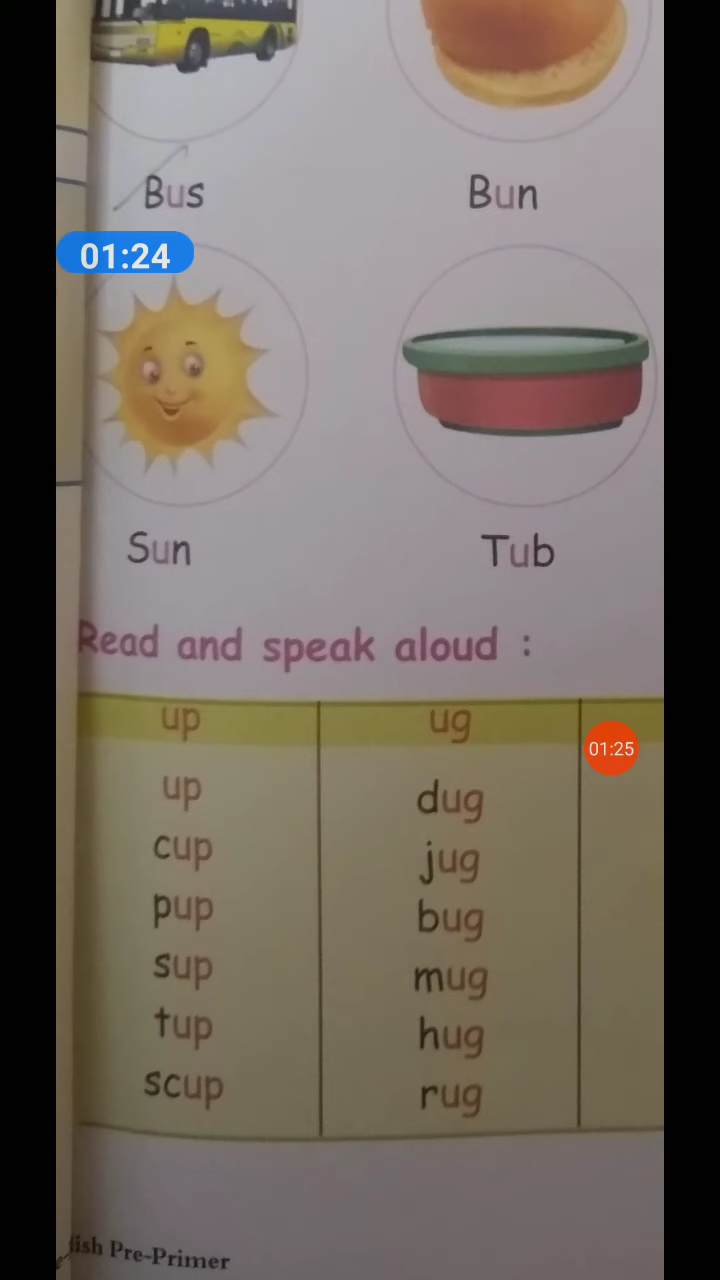 Bus Bun
01:24
Sun Tub
Read and speak aloud :
up ug
01:25
up dug
cup jug
pup bug
sup mug
tup hug
scup rug
Pre-Primer